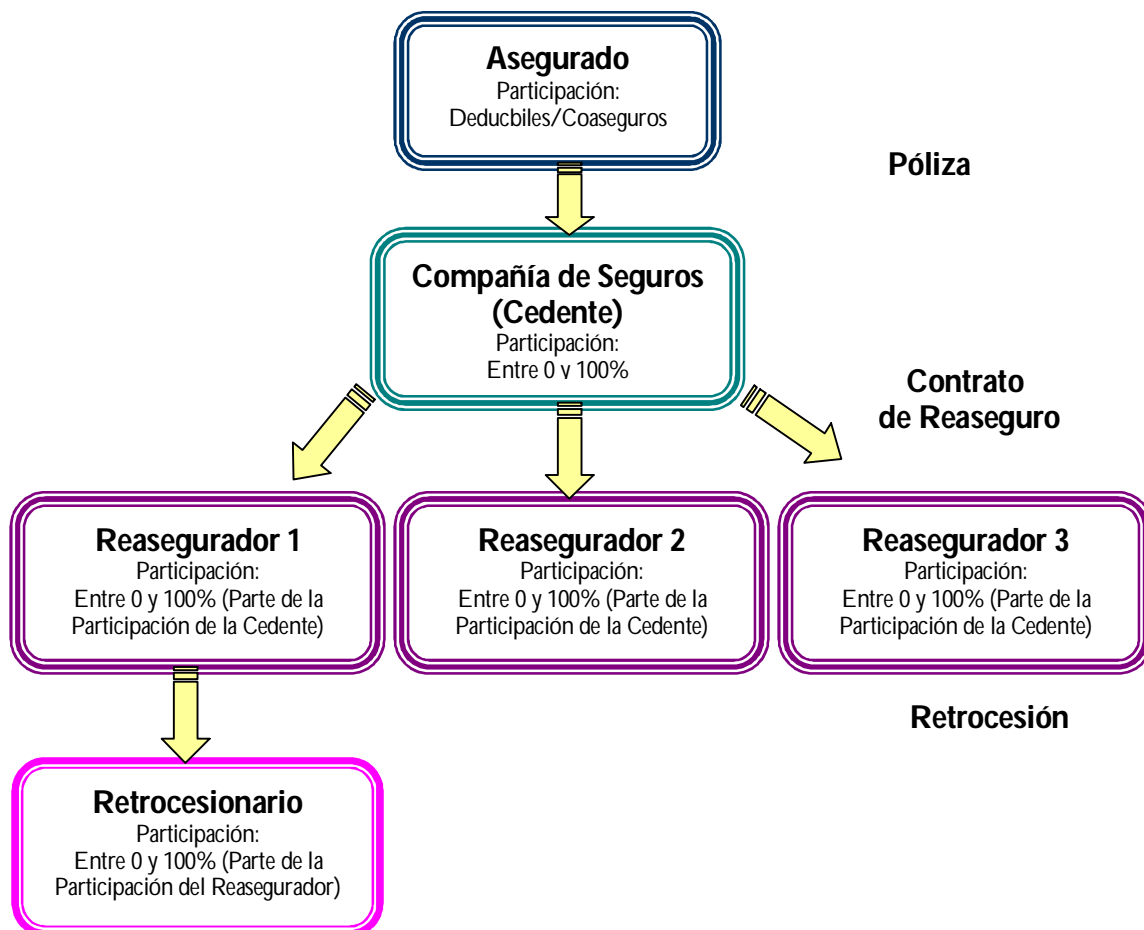 Asegurado
Participación:
Deducbiles/Coaseguros
Póliza
Compañía de Seguros
(Cedente)
Participación:
Entre 0 y 100%
Contrato
de Reaseguro
Reasegurador 1
Participación:
Entre 0 y 100% (Parte de la
Participación de la Cedente)
Reasegurador 2
Participación:
Entre 0 y 100% (Parte de la
Participación de la Cedente)
Reasegurador 3
Participación:
Entre 0 y 100% (Parte de la
Participación de la Cedente)
Retrocesión
Retrocesionario
Participación:
Entre 0 y 100% (Parte de la
Participación del Reasegurador)